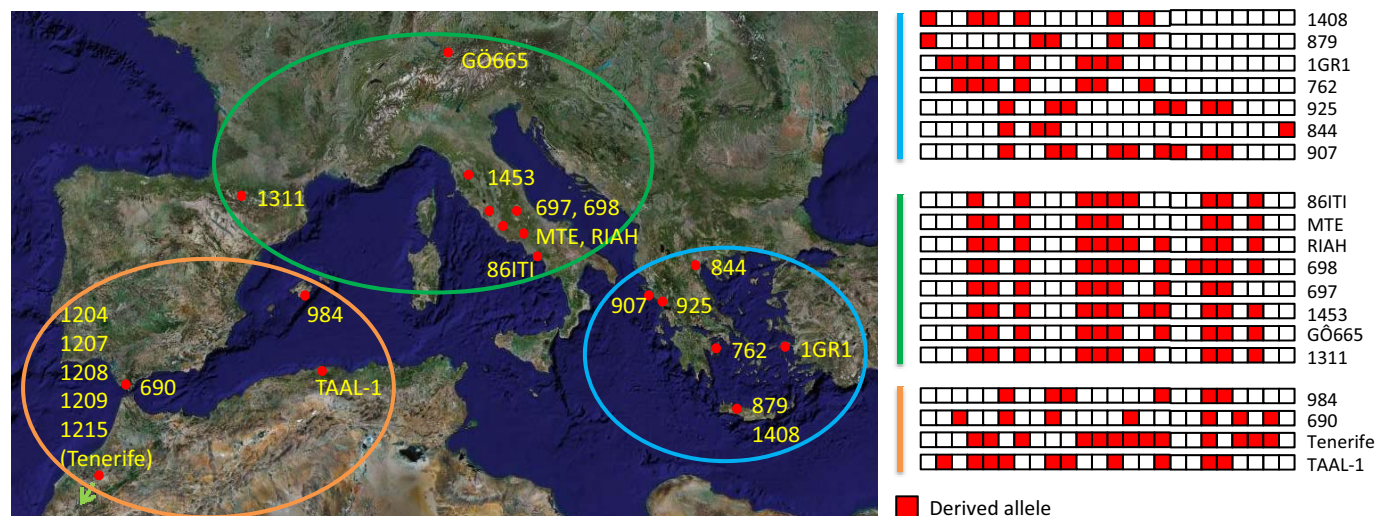 GÖ665
1453
1311
697, 698
MTE, RIAH
86ITI
844
907
925
984
1204
1207
1208
1209
1215
(Tenerife)
690
TAAL-1
762
1GR1
879
1408
1408
879
1GR1
762
925
844
907
86ITI
MTE
RIAH
698
697
1453
GÔ665
1311
984
690
Tenerife
TAAL-1
Derived allele